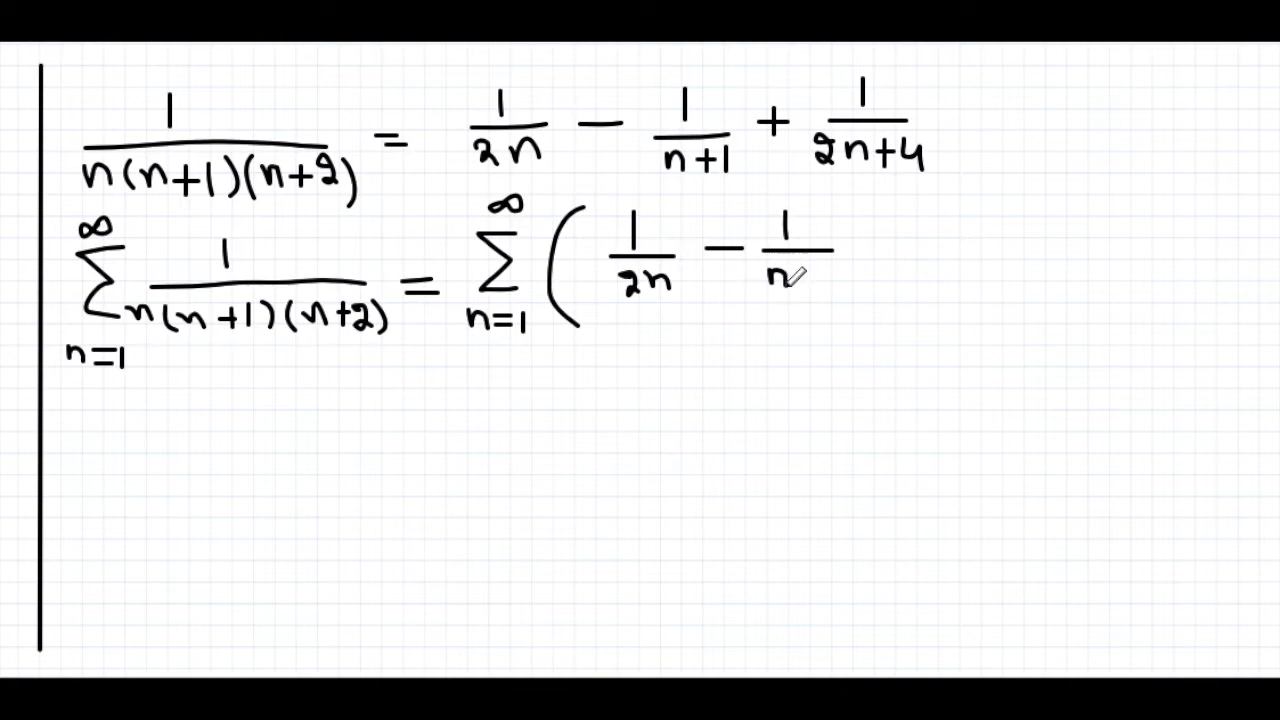 1/(n(n+1)(n+2)) = 1/(2n) − 1/(n+1) + 1/(2n+4)
∑_{n=1}^{∞} 1/(n(n+1)(n+2)) = ∑_{n=1}^{∞} ( 1/(2n) − 1/n